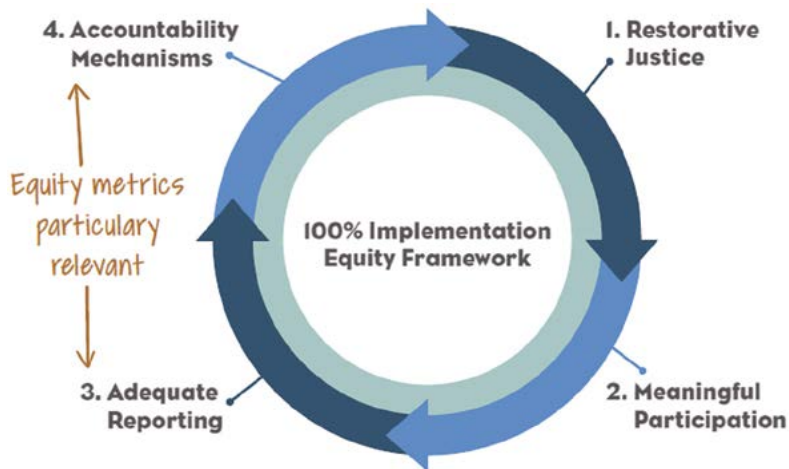 4. Accountability
Mechanisms
1. Restorative
Justice
Equity metrics
particulary
relevant
100% Implementation
Equity Framework
3. Adequate
Reporting
2. Meaningful
Participation